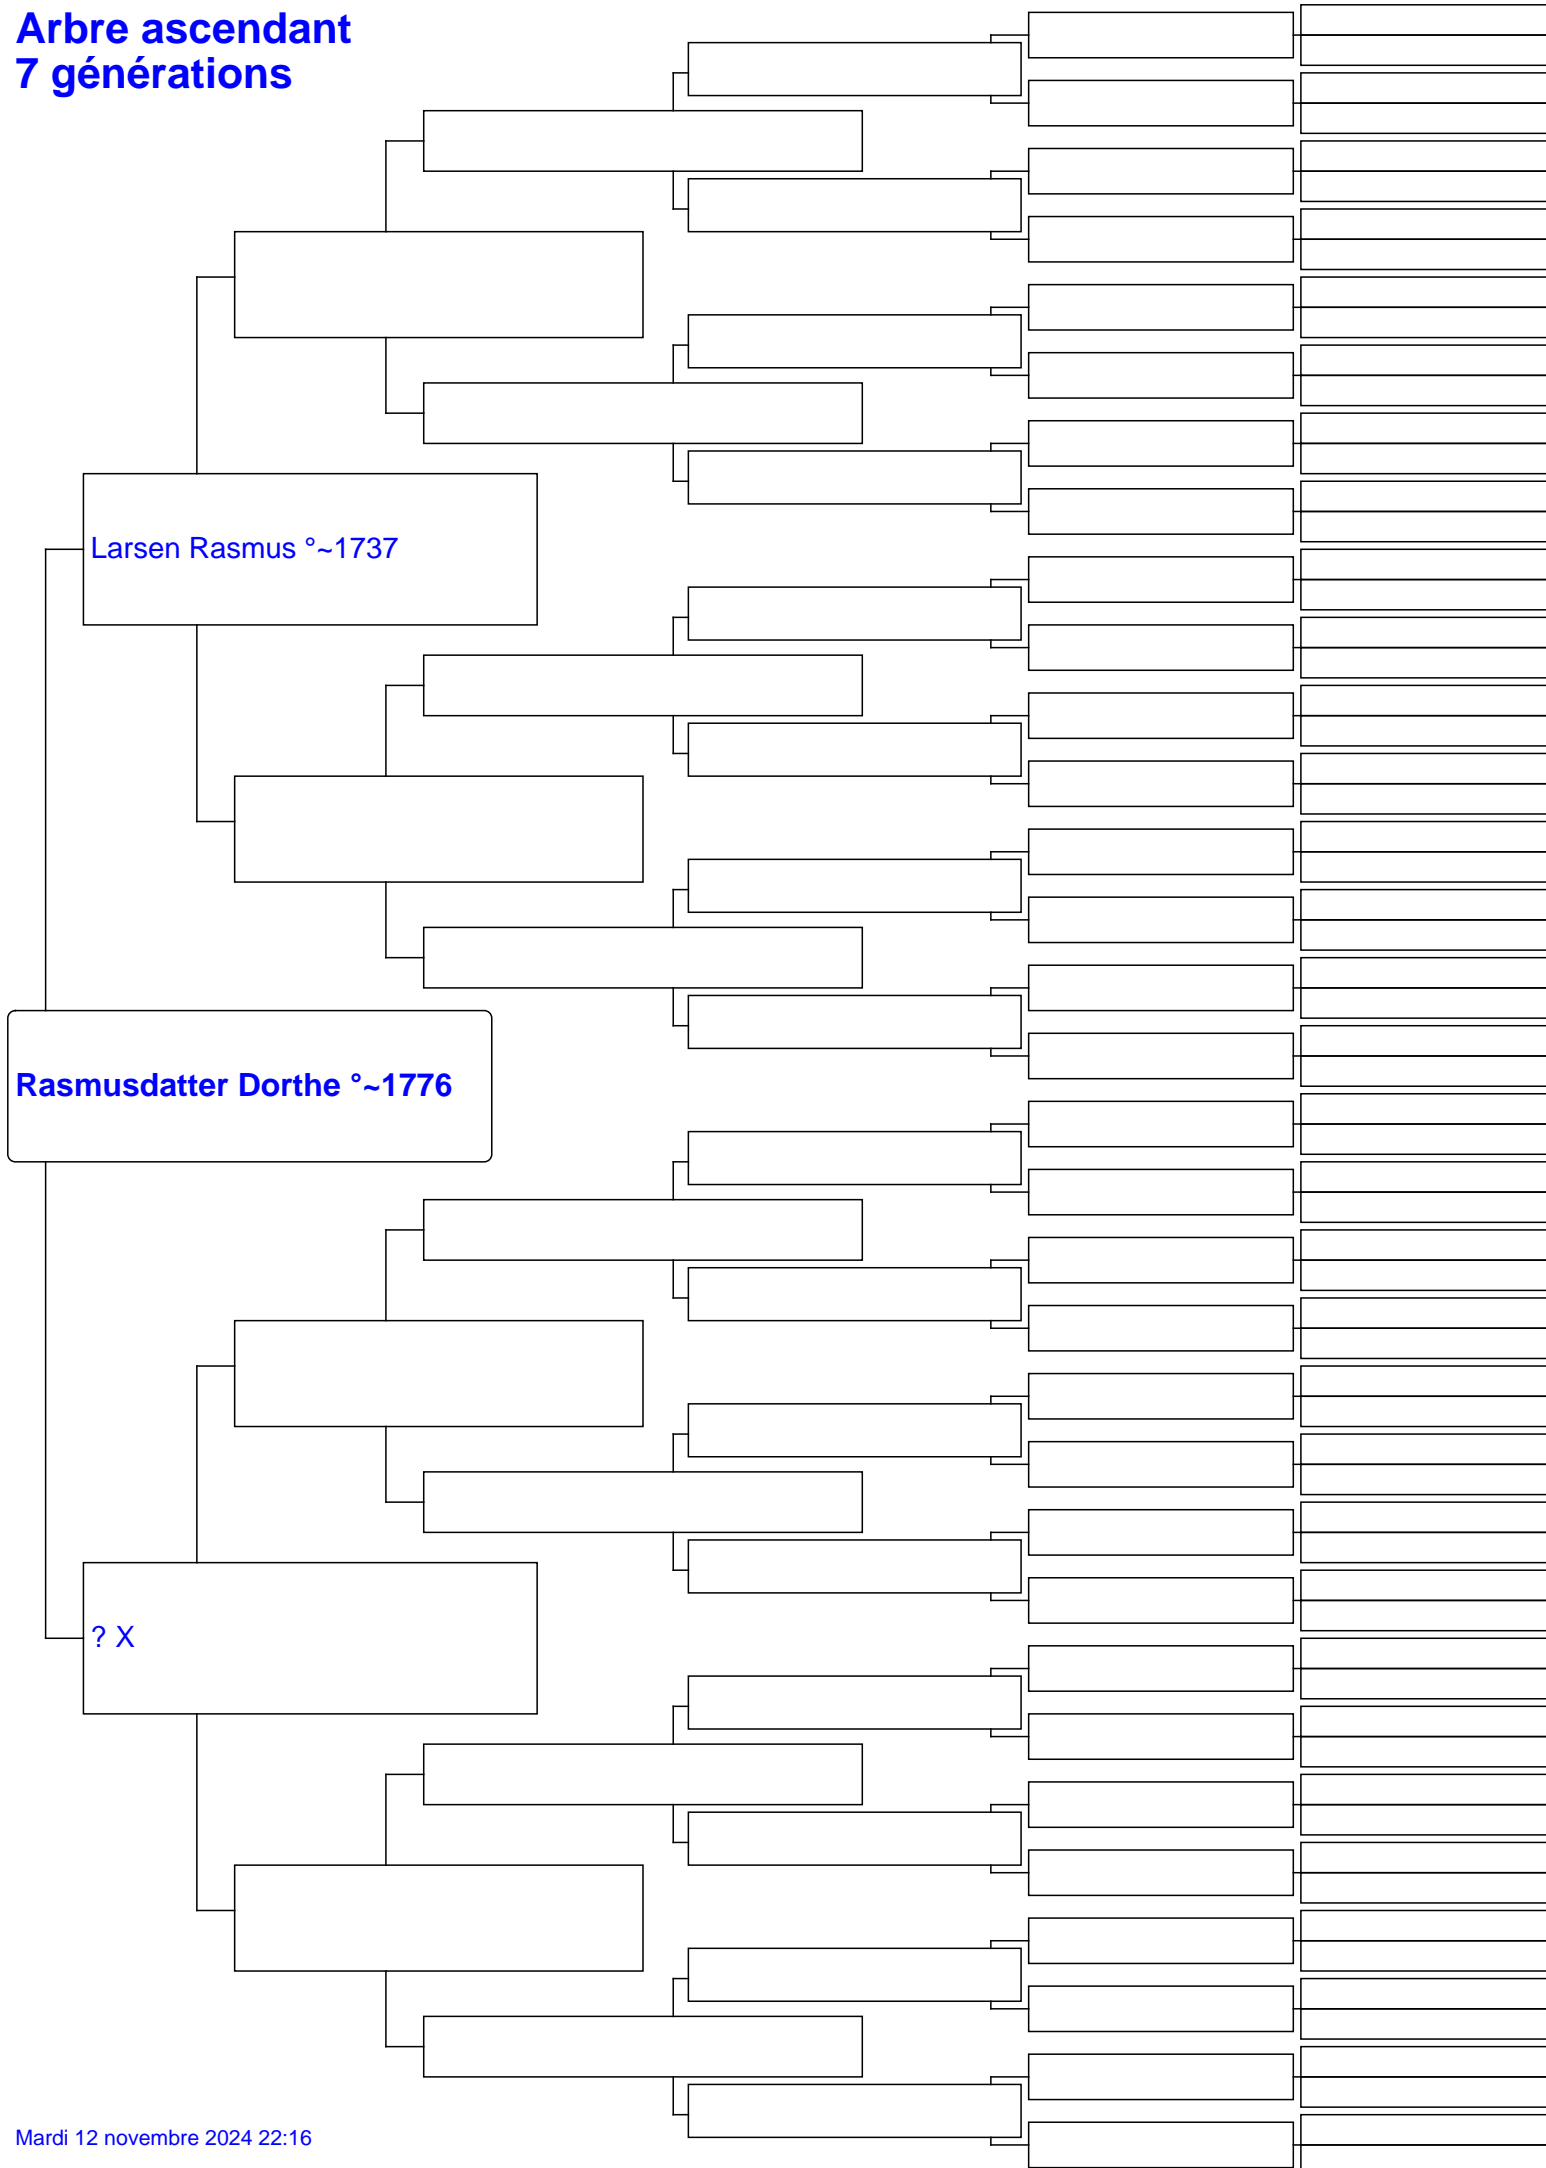 Arbre ascendant
7 générations
Larsen Rasmus °~1737
Rasmusdatter Dorthe °~1776
? X
Mardi 12 novembre 2024 22:16